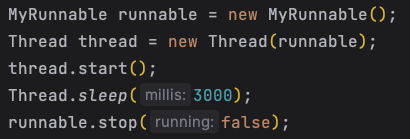 MyRunnable runnable = new MyRunnable();
Thread thread = new Thread(runnable);
thread.start();
Thread.sleep( millis: 3000);
runnable.stop( running: false);